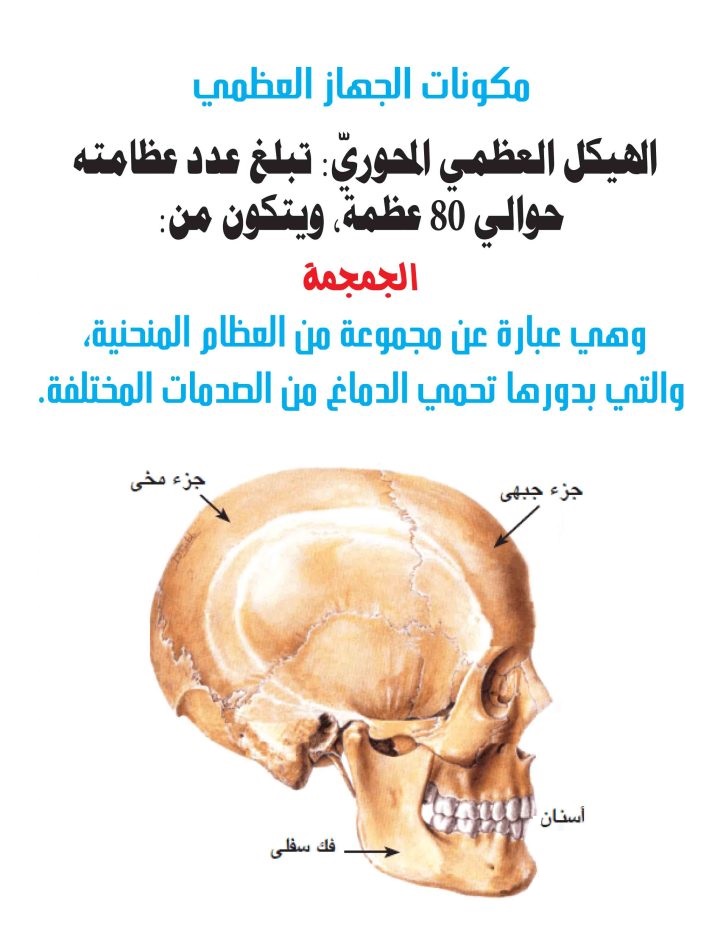 مكونات الجهاز العظمي
الهيكل العظمي المحوريّ: تبلغ عدد عظامته
حوالي 80 عظمة، ويتكون من:
الجمجمة
وهي عبارة عن مجموعة من العظام المنحنية،
والتي بدورها تحمي الدماغ من الصدمات المختلفة.
جزء جبهى
جزء مخى
أسنان
فك سفلى